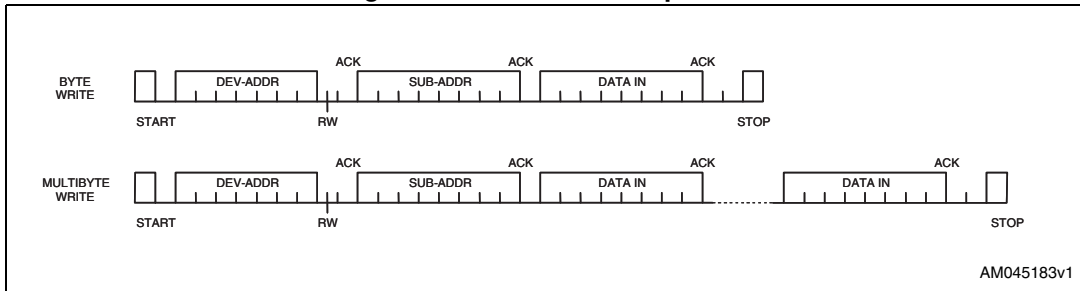 ACK ACK ACK
BYTE WRITE DEV-ADDR SUB-ADDR DATA IN
START RW STOP
ACK ACK ACK ACK
MULTIBYTE WRITE DEV-ADDR SUB-ADDR DATA IN DATA IN
START RW STOP
AM045183v1